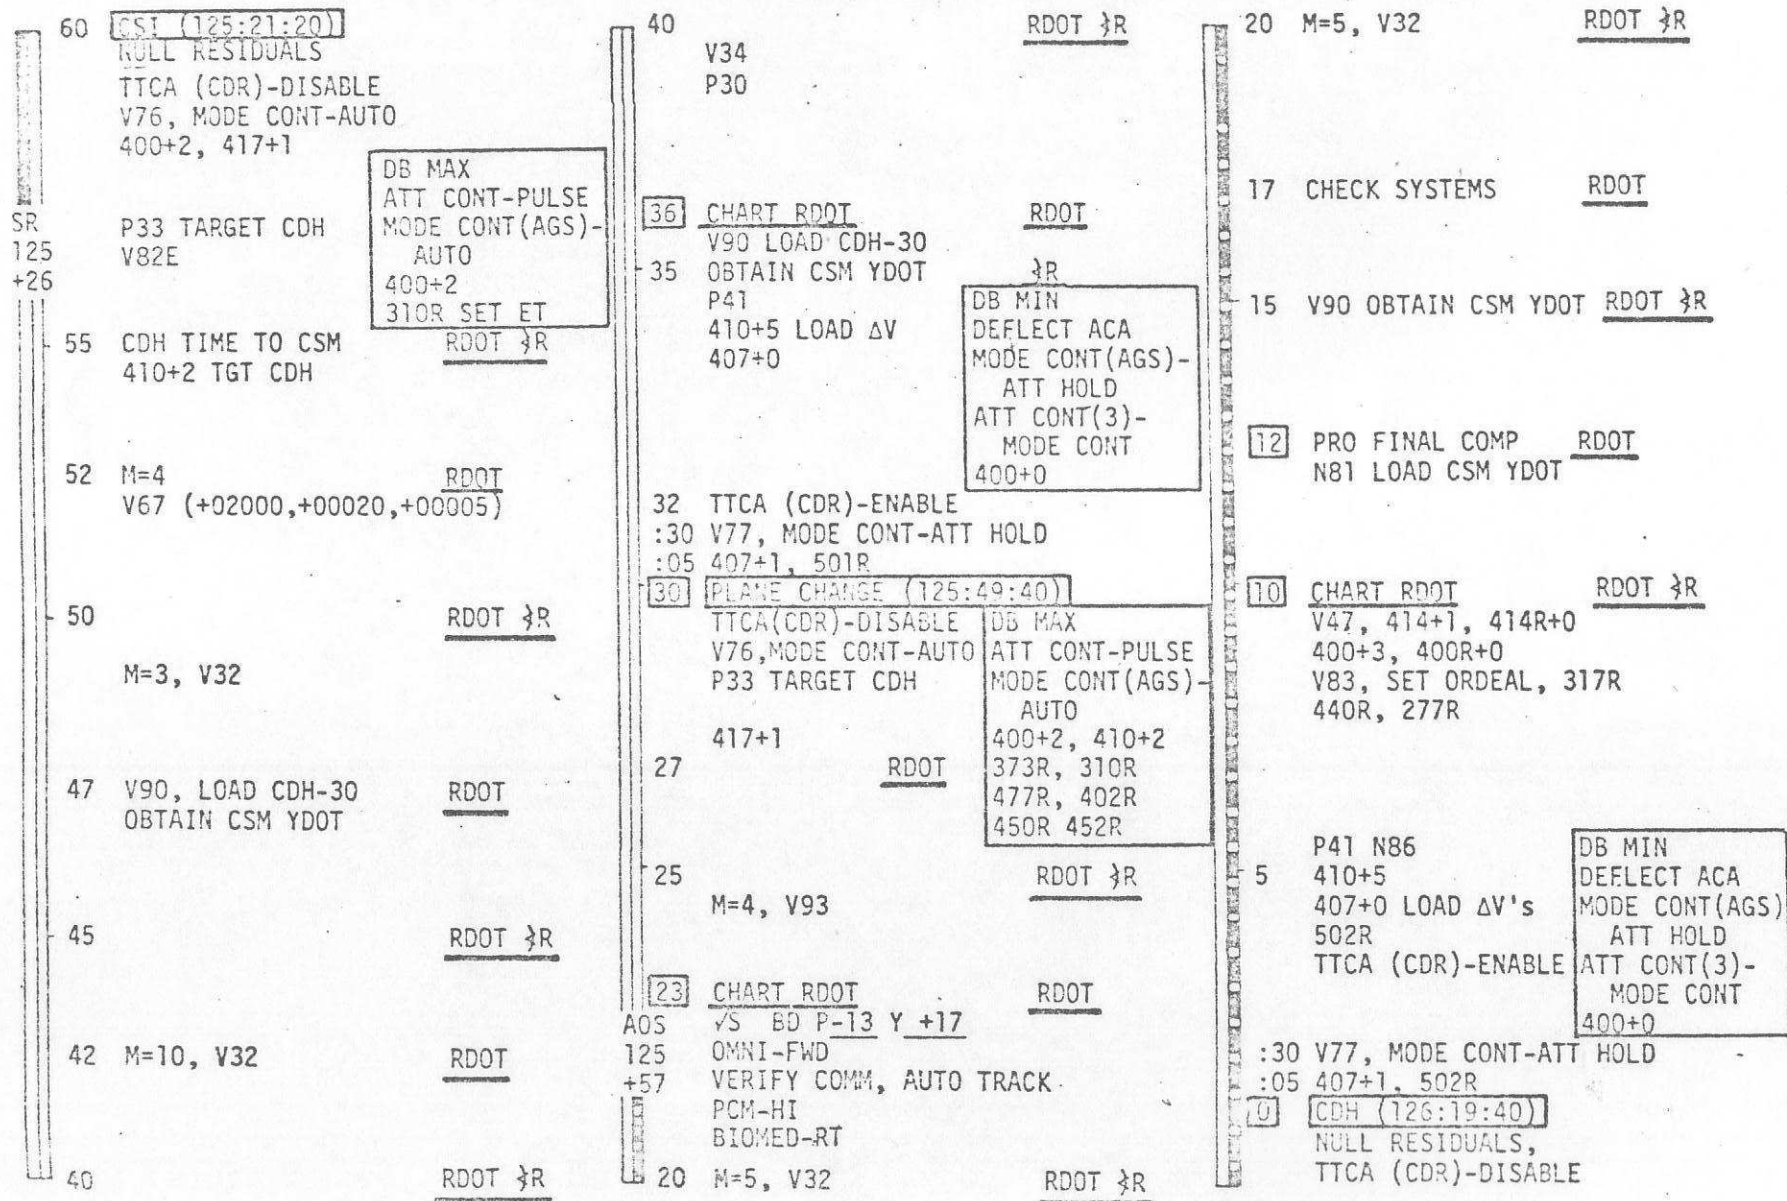 60 CSI (125:21:20)
NULL RESIDUALS
TTCA (CDR)-DISABLE
V76, MODE CONT-AUTO
400+2, 417+1
DB MAX
ATT CONT-PULSE
MODE CONT(AGS)-
AUTO
400+2
310R SET ET
SR
125
+26
P33 TARGET CDH
V82E
55 CDH TIME TO CSM RDOT ∢R
410+2 TGT CDH
52 M=4 RDOT
V67 (+02000,+00020,+00005)
50 RDOT ∢R
M=3, V32
47 V90, LOAD CDH-30 RDOT
OBTAIN CSM YDOT
45 RDOT ∢R
42 M=10, V32 RDOT
40 RDOT ∢R
40 RDOT ∢R
V34
P30
36 CHART RDOT RDOT
V90 LOAD CDH-30
35 OBTAIN CSM YDOT ∢R
P41
410+5 LOAD ΔV
407+0
DB MIN
DEFLECT ACA
MODE CONT(AGS)-
ATT HOLD
ATT CONT(3)-
MODE CONT
400+0
32 TTCA (CDR)-ENABLE
:30 V77, MODE CONT-ATT HOLD
:05 407+1, 501R
30 PLANE CHANGE (125:49:40)
TTCA(CDR)-DISABLE
V76,MODE CONT-AUTO
P33 TARGET CDH
417+1
27 RDOT
DB MAX
ATT CONT-PULSE
MODE CONT(AGS)-
AUTO
400+2, 410+2
373R, 310R
477R, 402R
450R 452R
25 RDOT ∢R
M=4, V93
23 CHART RDOT RDOT
AOS √S BD P-13 Y +17
125 OMNI-FWD
+57 VERIFY COMM, AUTO TRACK
PCM-HI
BIOMED-RT
20 M=5, V32 RDOT ∢R
20 M=5, V32 RDOT ∢R
17 CHECK SYSTEMS RDOT
15 V90 OBTAIN CSM YDOT RDOT ∢R
12 PRO FINAL COMP RDOT
N81 LOAD CSM YDOT
10 CHART RDOT RDOT ∢R
V47, 414+1, 414R+0
400+3, 400R+0
V83, SET ORDEAL, 317R
440R, 277R
P41 N86
5 410+5
407+0 LOAD ΔV's
502R
TTCA (CDR)-ENABLE
DB MIN
DEFLECT ACA
MODE CONT(AGS)
ATT HOLD
ATT CONT(3)-
MODE CONT
400+0
:30 V77, MODE CONT-ATT HOLD
:05 407+1, 502R
0 CDH (126:19:40)
NULL RESIDUALS,
TTCA (CDR)-DISABLE